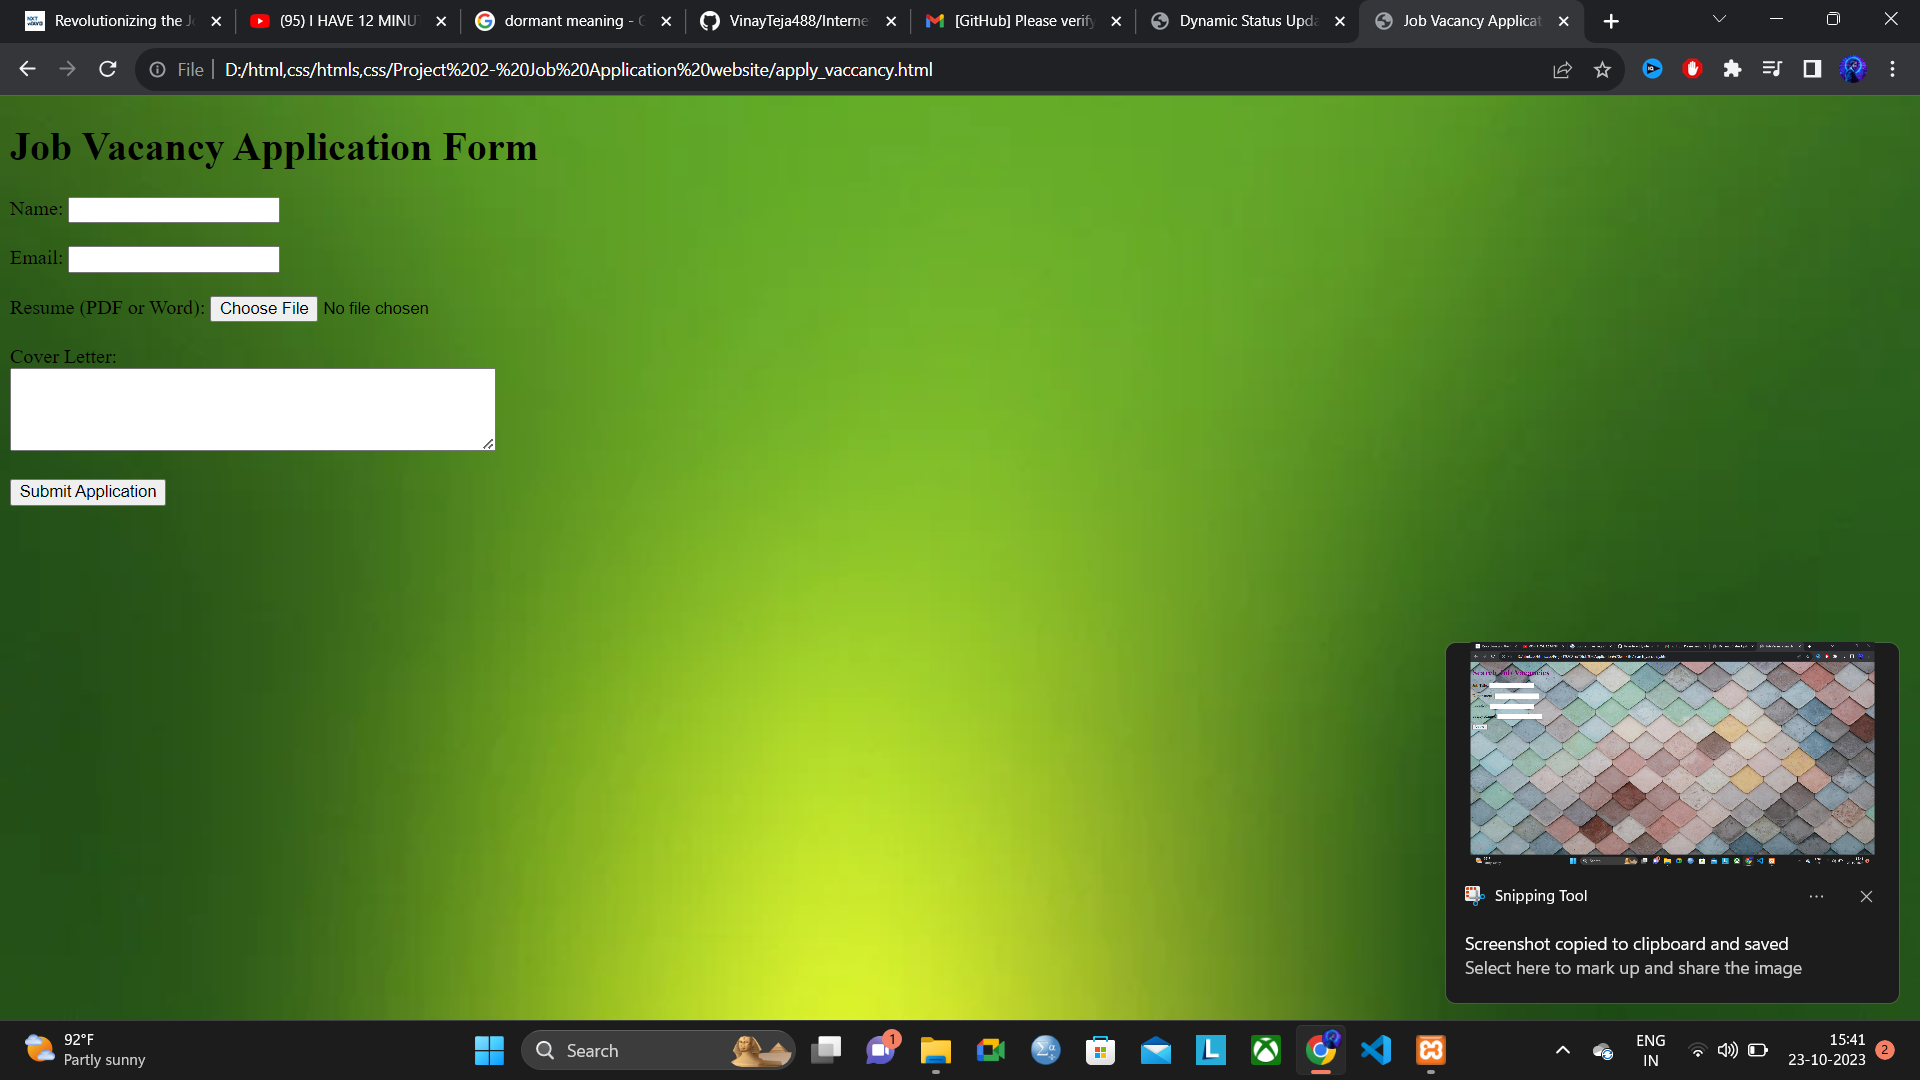 Revolutionizing the J
(95) I HAVE 12 MINU
dormant meaning - G
VinayTeja488/Interne
[GitHub] Please verify
Dynamic Status Upda
Job Vacancy Applicat
File
D:/html,css/htmls,css/Project%202-%20Job%20Application%20website/apply_vaccancy.html
Job Vacancy Application Form
Name:
Email:
Resume (PDF or Word): Choose File No file chosen
Cover Letter:
Submit Application
Search Job Vacancies
Snipping Tool
Screenshot copied to clipboard and saved
Select here to mark up and share the image
92°F
Partly sunny
Search
1
ENG
IN
15:41
23-10-2023
2